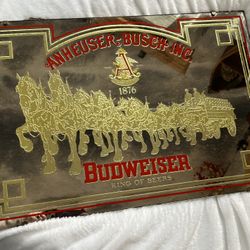 ANHEUSER-BUSCH, INC.
A
1876
BUDWEISER
KING OF BEERS